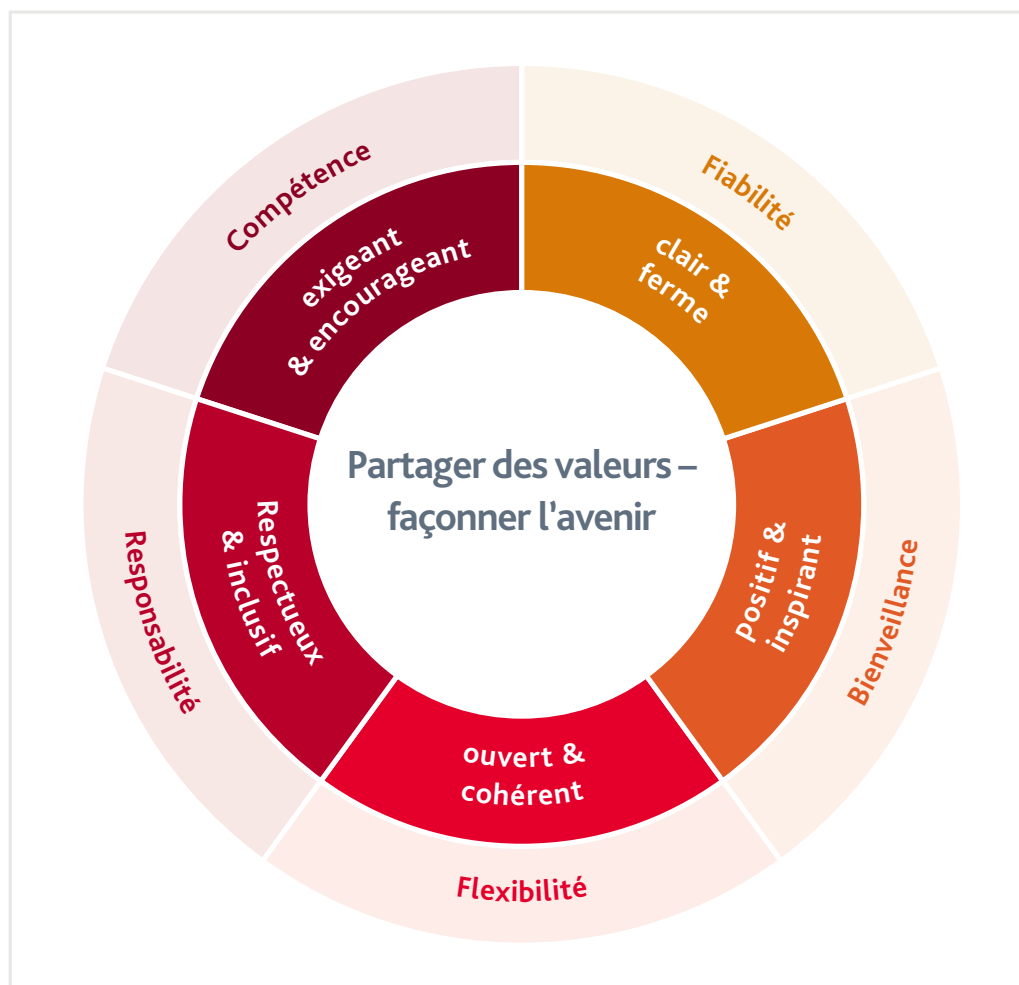 Compétence
Fiabilité
exigeant
& encourageant
clair &
ferme
Partager des valeurs –
façonner l’avenir
Responsabilité
Respectueux
& inclusif
positif &
inspirant
Bienveillance
ouvert &
cohérent
Flexibilité